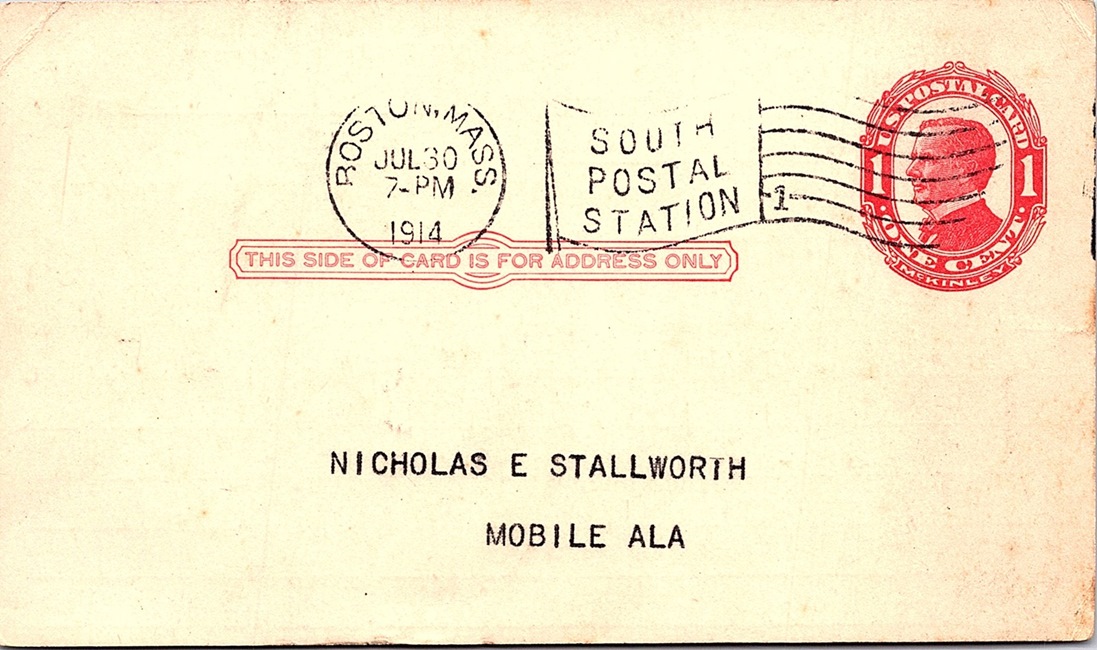 BOSTON, MASS.
JUL 30
7-PM
1914
SOUTH
POSTAL
STATION
1
U.S. POSTAL CARD
1 1
· ONE CENT ·
McKINLEY
THIS SIDE OF CARD IS FOR ADDRESS ONLY
NICHOLAS E STALLWORTH
MOBILE ALA